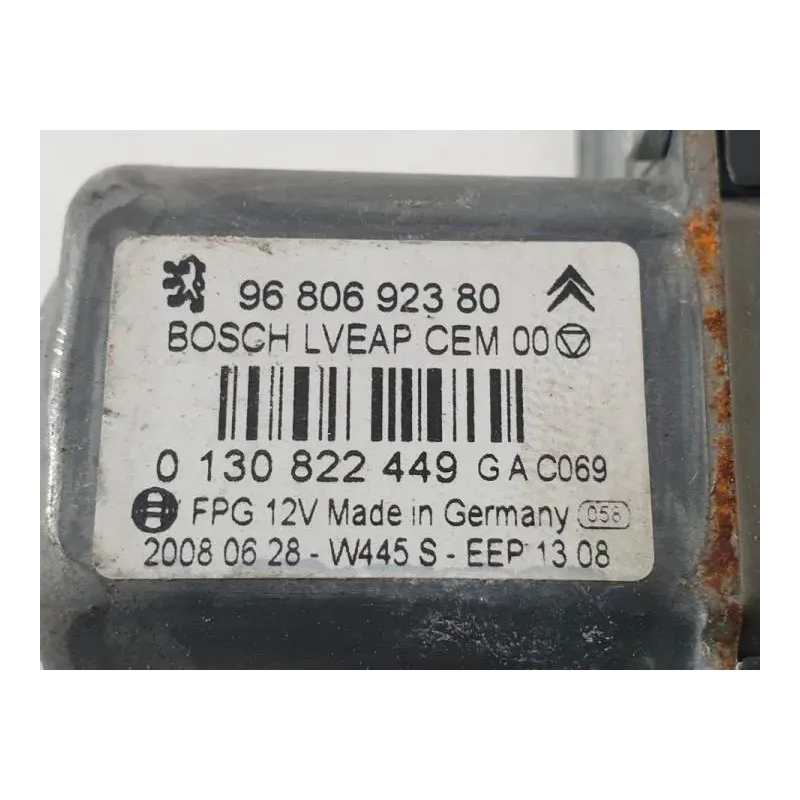 96 806 923 80
BOSCH LVEAP CEM 00
0 130 822 449 G A C069
FPG 12V Made in Germany 058
2008 06 28 - W445 S - EEP 13 08